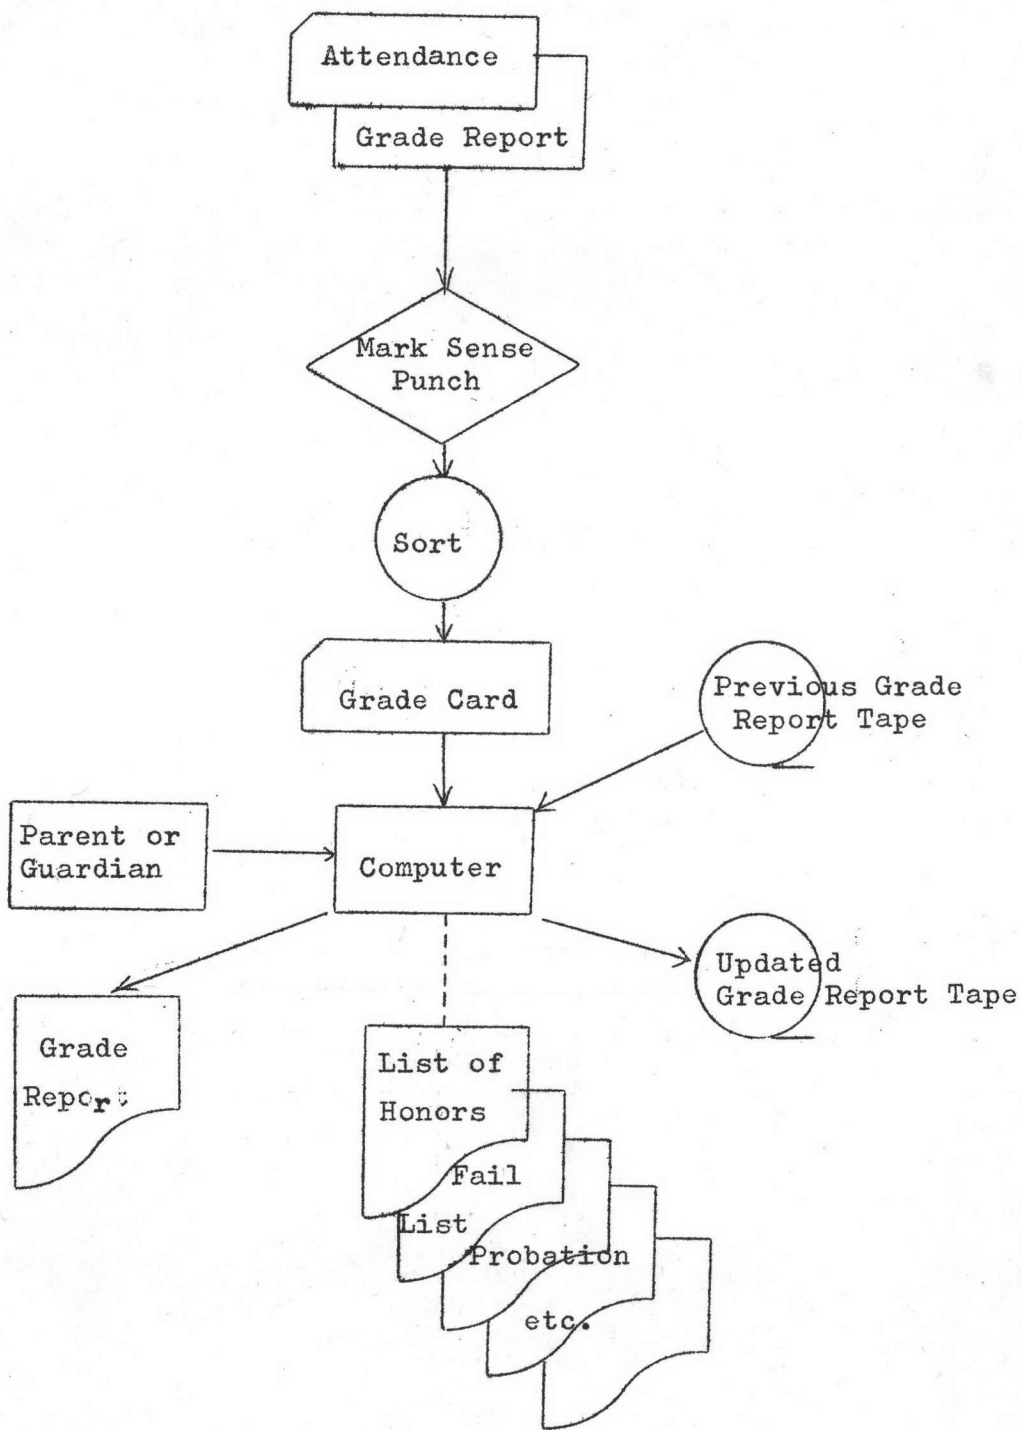 Attendance
Grade Report
Mark Sense
Punch
Sort
Grade Card
Previous Grade
Report Tape
Parent or
Guardian
Computer
Updated
Grade Report Tape
Grade
Report
List of
Honors
Fail
List
Probation
etc.